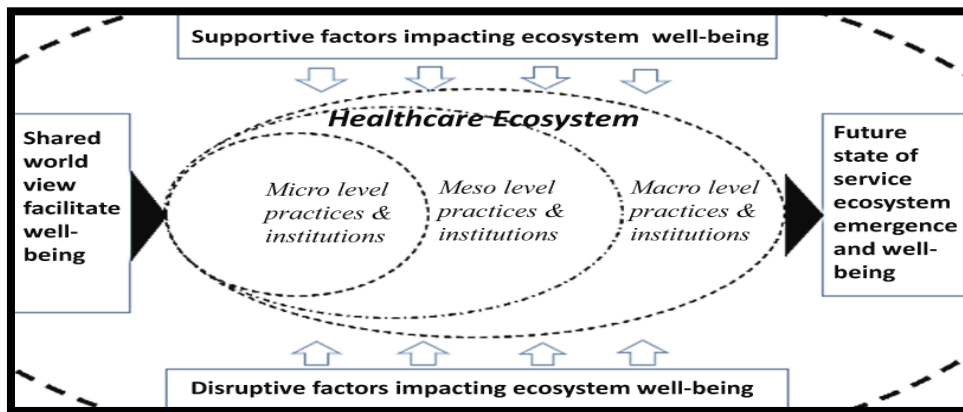 Supportive factors impacting ecosystem well-being
Healthcare Ecosystem
Shared
world
view
facilitate
well-
being
Micro level
practices &
institutions
Meso level
practices &
institutions
Macro level
practices &
institutions
Future
state of
service
ecosystem
emergence
and well-
being
Disruptive factors impacting ecosystem well-being